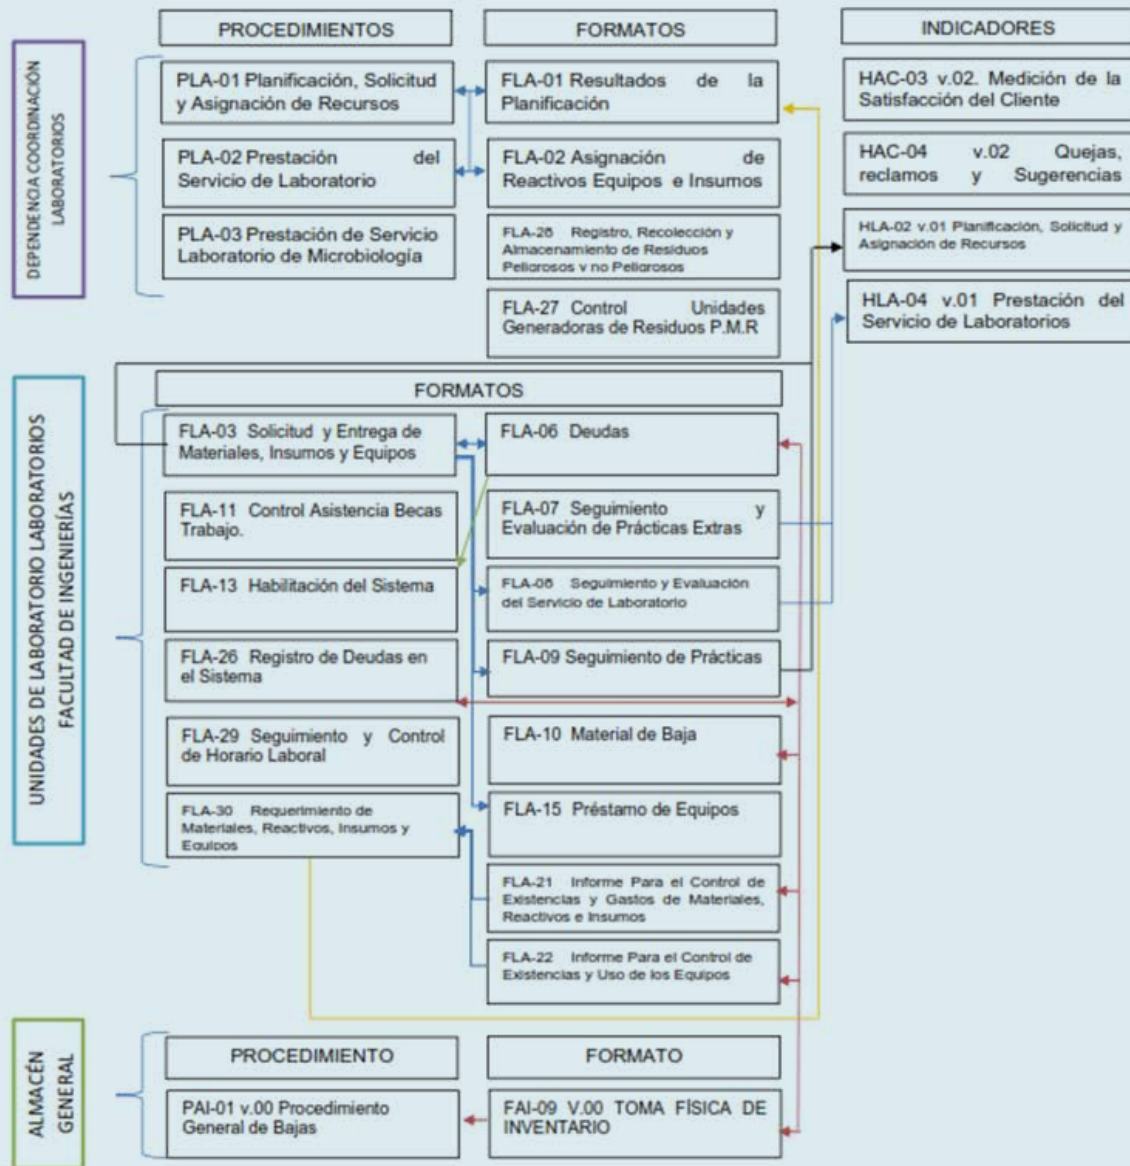 PROCEDIMIENTOS
FORMATOS
INDICADORES
DEPENDENCIA COORDINACIÓN
LABORATORIOS
PLA-01 Planificación, Solicitud
y Asignación de Recursos
FLA-01 Resultados de la
Planificación
HAC-03 v.02. Medición de la
Satisfacción del Cliente
PLA-02 Prestación del
Servicio de Laboratorio
FLA-02 Asignación de
Reactivos Equipos e Insumos
HAC-04 v.02 Quejas,
reclamos y Sugerencias
PLA-03 Prestación de Servicio
Laboratorio de Microbiología
FLA-28 Registro, Recolección y
Almacenamiento de Residuos
Peligrosos y no Peligrosos
HLA-02 v.01 Planificación, Solicitud y
Asignación de Recursos
FLA-27 Control Unidades
Generadoras de Residuos P.M.R
HLA-04 v.01 Prestación del
Servicio de Laboratorios
UNIDADES DE LABORATORIO LABORATORIOS
FACULTAD DE INGENIERÍAS
FORMATOS
FLA-03 Solicitud y Entrega de
Materiales, Insumos y Equipos
FLA-06 Deudas
FLA-11 Control Asistencia Becas
Trabajo.
FLA-07 Seguimiento y
Evaluación de Prácticas Extras
FLA-13 Habilitación del Sistema
FLA-08 Seguimiento y Evaluación
del Servicio de Laboratorio
FLA-26 Registro de Deudas en
el Sistema
FLA-09 Seguimiento de Prácticas
FLA-29 Seguimiento y Control
de Horario Laboral
FLA-10 Material de Baja
FLA-30 Requerimiento de
Materiales, Reactivos, Insumos y
Equipos
FLA-15 Préstamo de Equipos
FLA-21 Informe Para el Control de
Existencias y Gastos de Materiales,
Reactivos e Insumos
FLA-22 Informe Para el Control de
Existencias y Uso de los Equipos
ALMACÉN
GENERAL
PROCEDIMIENTO
FORMATO
PAI-01 v.00 Procedimiento
General de Bajas
FAI-09 V.00 TOMA FÍSICA DE
INVENTARIO